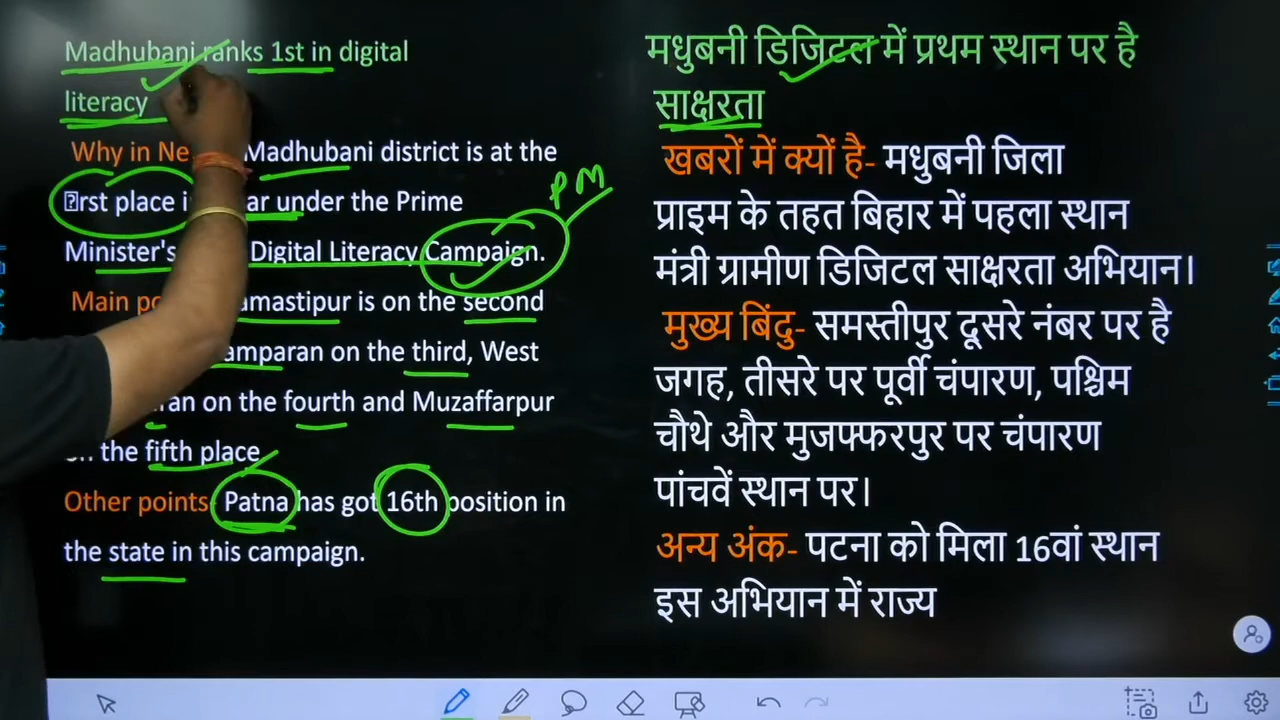 Madhubani ranks 1st in digital
literacy
Why in Ne Madhubani district is at the
rst place i ar under the Prime
Minister's Digital Literacy Campaign.
PM
Main po amastipur is on the second
amparan on the third, West
ran on the fourth and Muzaffarpur
the fifth place
Other points- Patna has got 16th position in
the state in this campaign.
मधुबनी डिजिटल में प्रथम स्थान पर है
साक्षरता
खबरों में क्यों है- मधुबनी जिला
प्राइम के तहत बिहार में पहला स्थान
मंत्री ग्रामीण डिजिटल साक्षरता अभियान।
मुख्य बिंदु- समस्तीपुर दूसरे नंबर पर है
जगह, तीसरे पर पूर्वी चंपारण, पश्चिम
चौथे और मुजफ्फरपुर पर चंपारण
पांचवें स्थान पर।
अन्य अंक- पटना को मिला 16वां स्थान
इस अभियान में राज्य